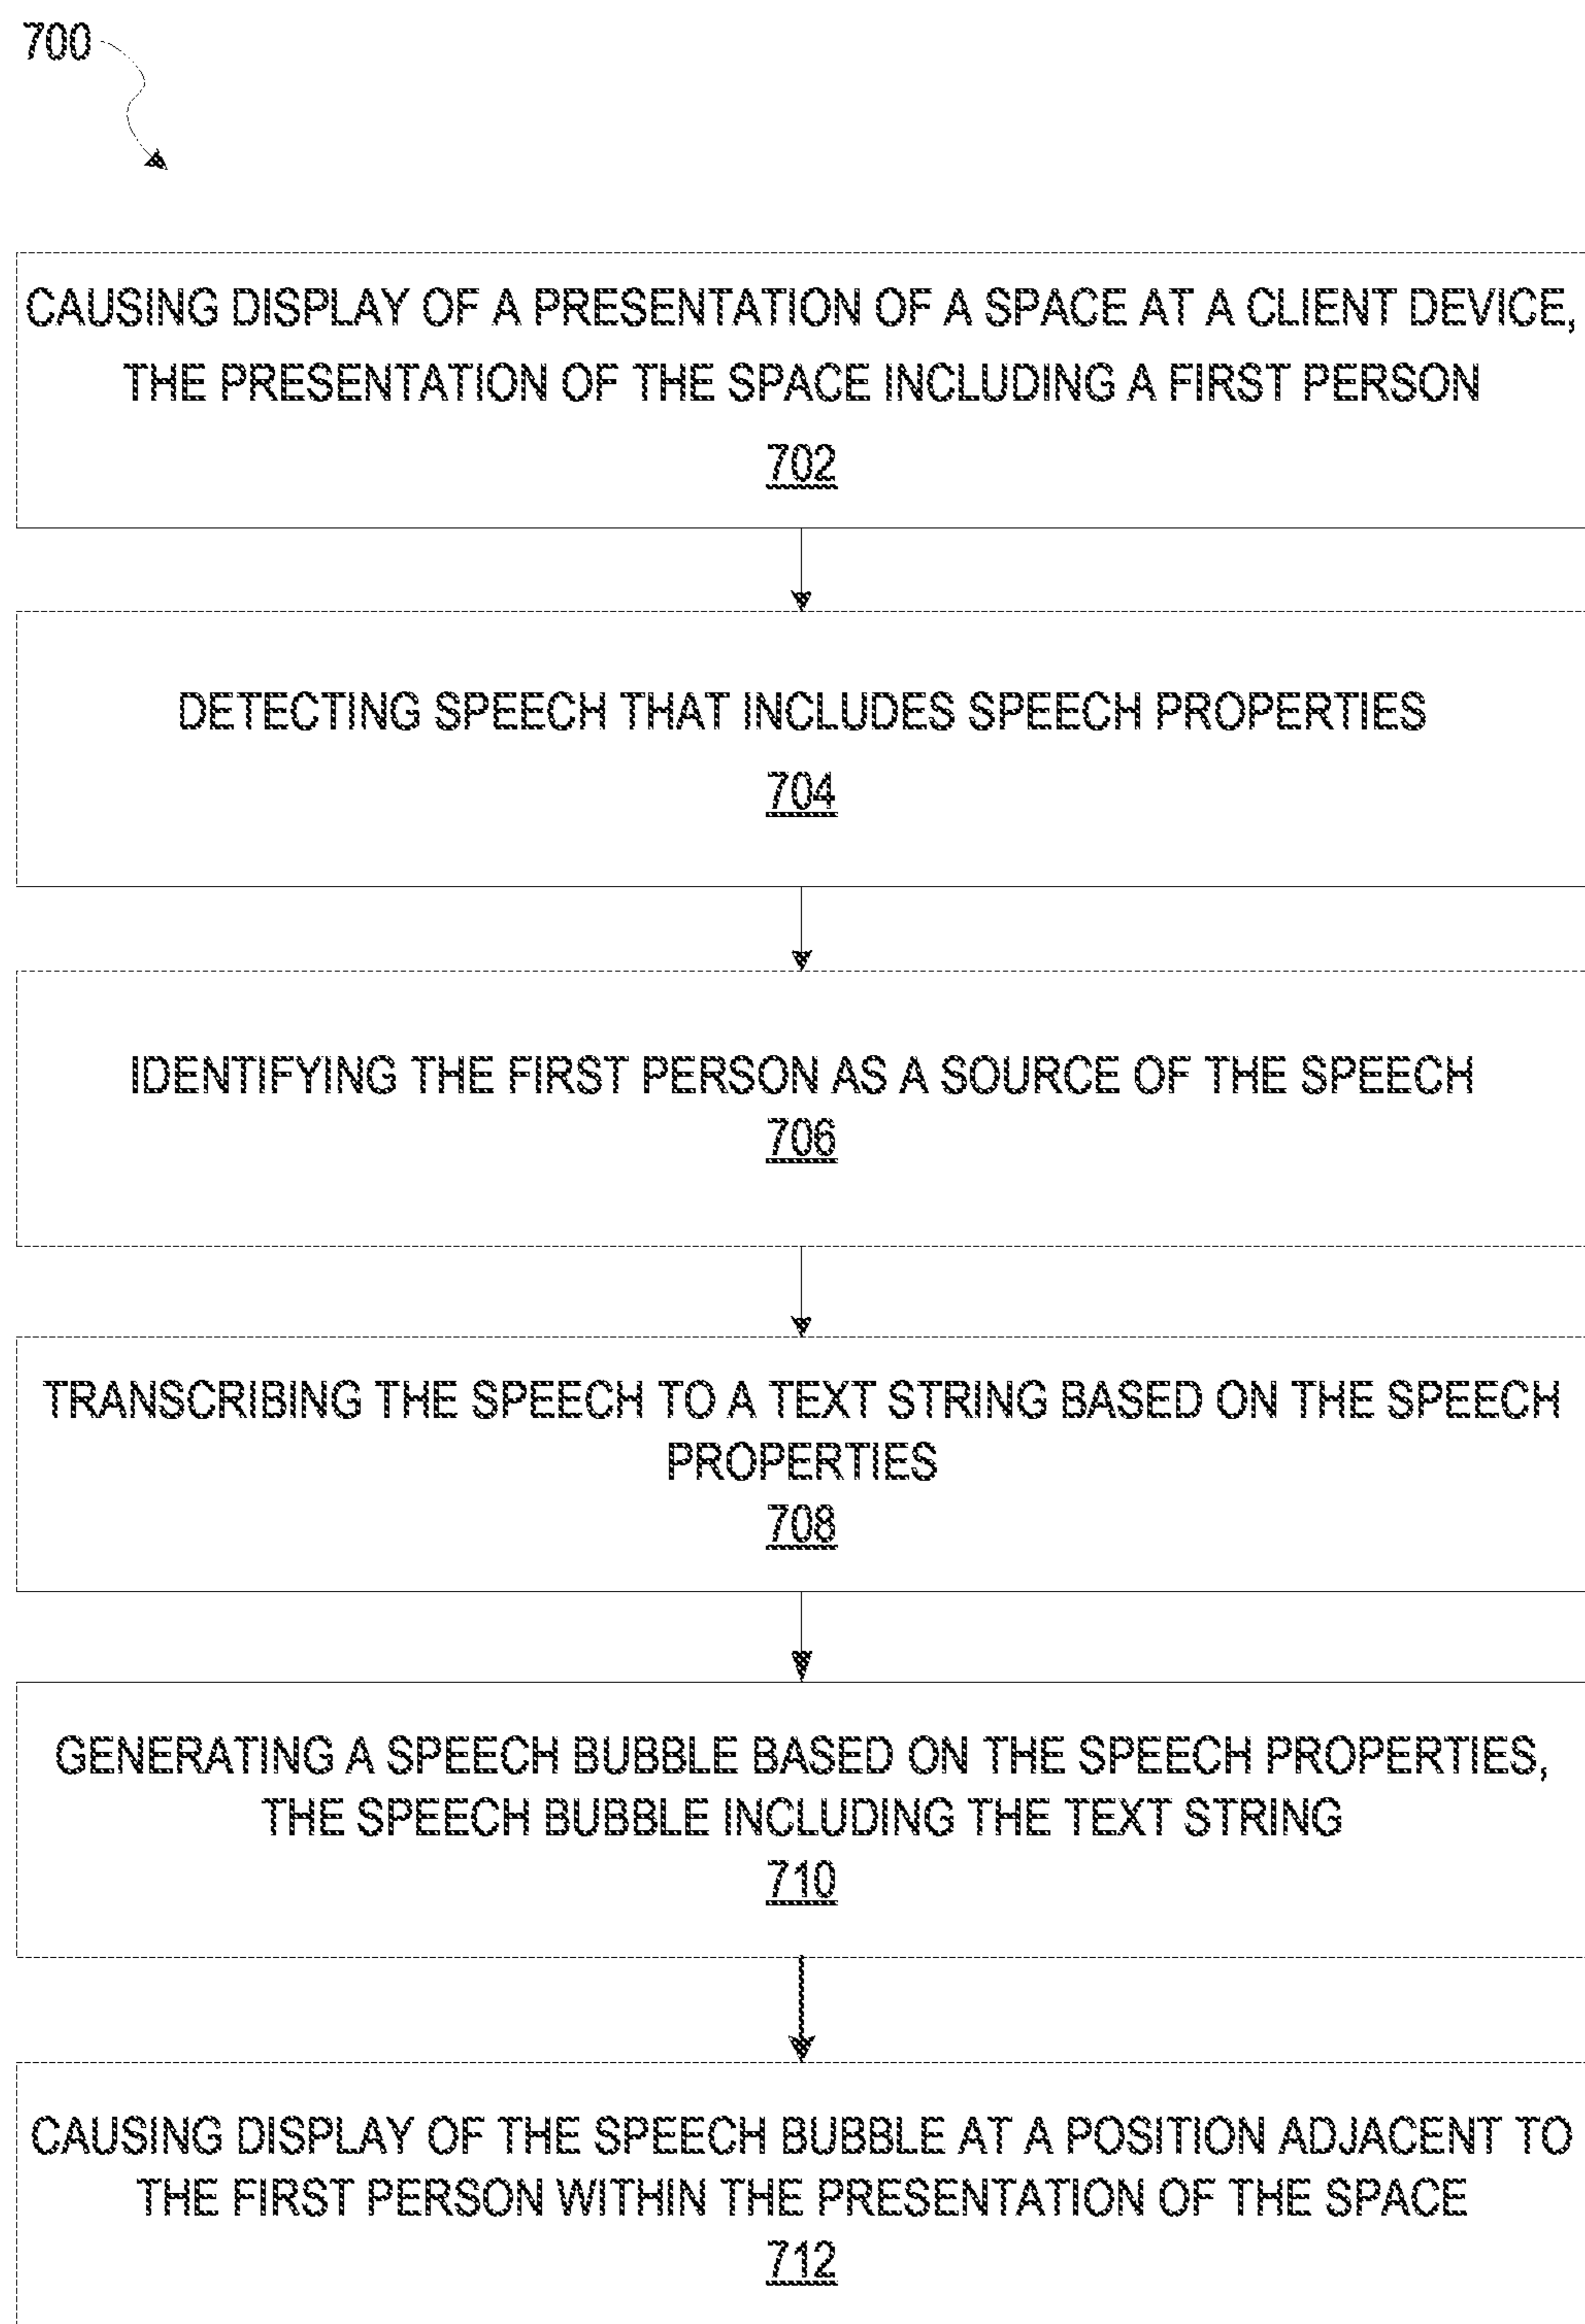 700
CAUSING DISPLAY OF A PRESENTATION OF A SPACE AT A CLIENT DEVICE,
THE PRESENTATION OF THE SPACE INCLUDING A FIRST PERSON
702
DETECTING SPEECH THAT INCLUDES SPEECH PROPERTIES
704
IDENTIFYING THE FIRST PERSON AS A SOURCE OF THE SPEECH
706
TRANSCRIBING THE SPEECH TO A TEXT STRING BASED ON THE SPEECH
PROPERTIES
708
GENERATING A SPEECH BUBBLE BASED ON THE SPEECH PROPERTIES,
THE SPEECH BUBBLE INCLUDING THE TEXT STRING
710
CAUSING DISPLAY OF THE SPEECH BUBBLE AT A POSITION ADJACENT TO
THE FIRST PERSON WITHIN THE PRESENTATION OF THE SPACE
712